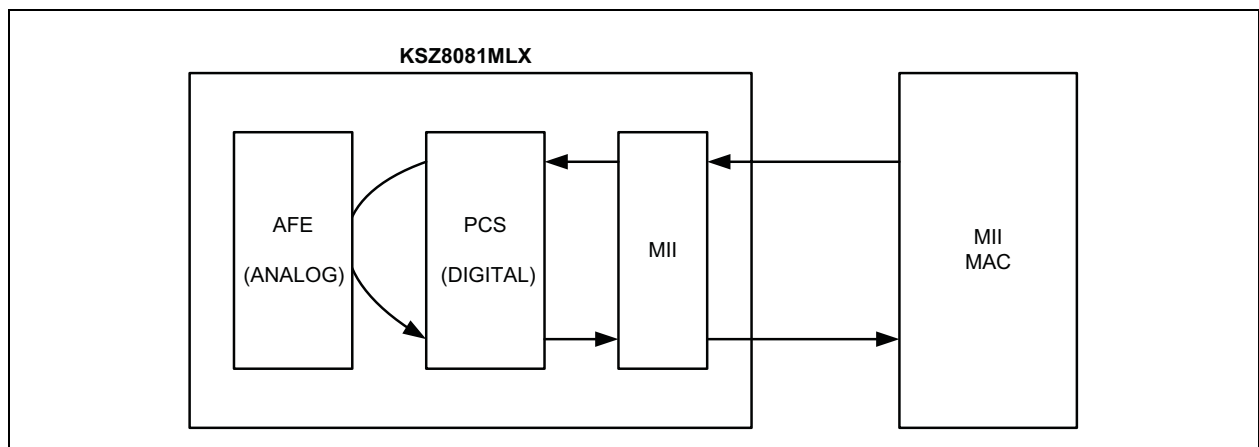 KSZ8081MLX
AFE
(ANALOG)
PCS
(DIGITAL)
MII
MII
MAC